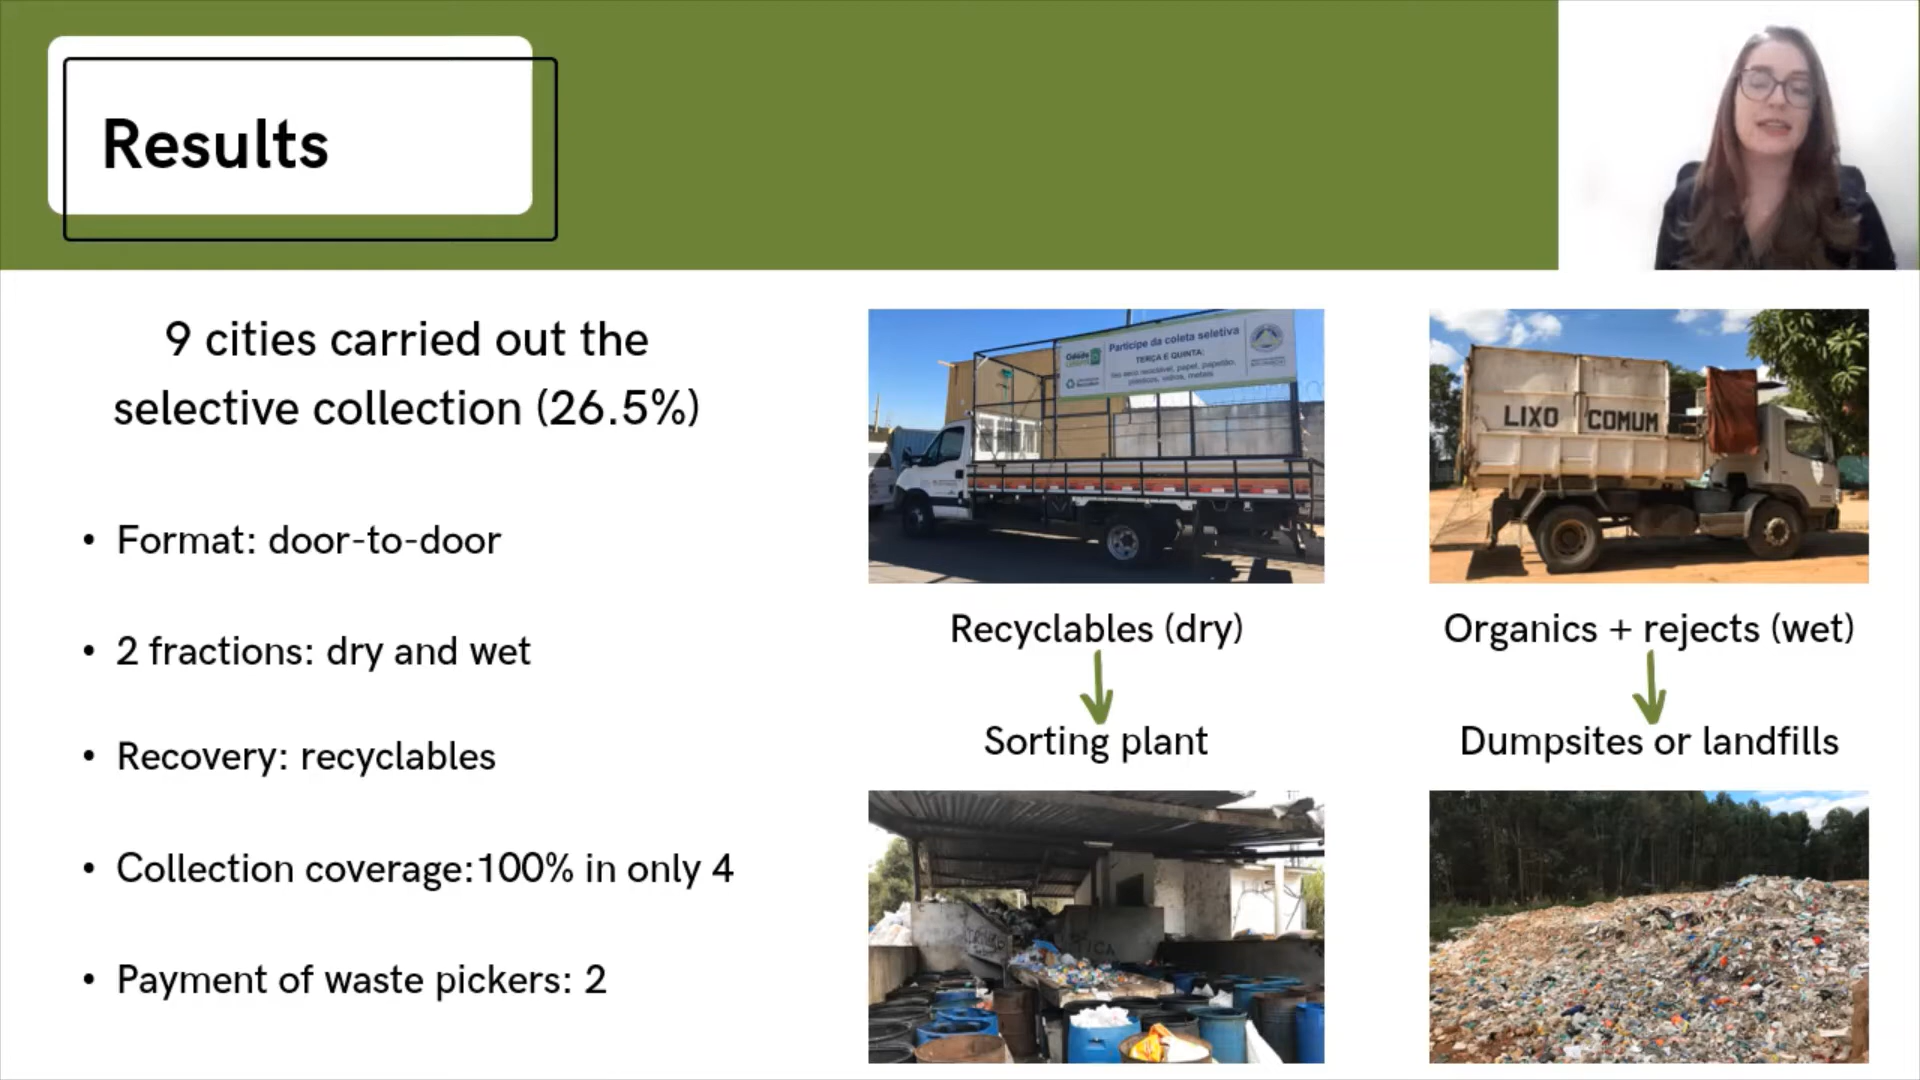 Results
9 cities carried out the
selective collection (26.5%)
• Format: door-to-door
• 2 fractions: dry and wet
• Recovery: recyclables
• Collection coverage:100% in only 4
• Payment of waste pickers: 2
Participe da coleta seletiva
TERÇA E QUINTA:
LIXO COMUM
Recyclables (dry)
Organics + rejects (wet)
Sorting plant
Dumpsites or landfills